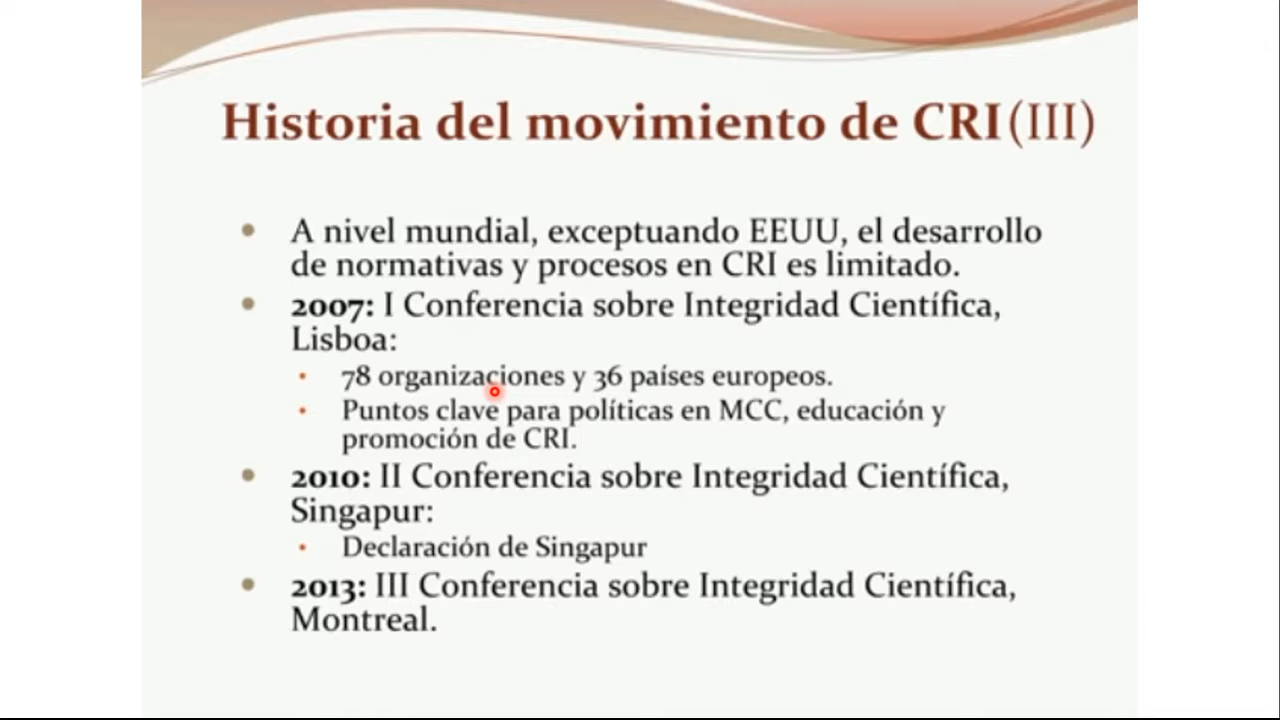 Historia del movimiento de CRI(III)
• A nivel mundial, exceptuando EEUU, el desarrollo
de normativas y procesos en CRI es limitado.
• 2007: I Conferencia sobre Integridad Científica,
Lisboa:
• 78 organizaciones y 36 países europeos.
• Puntos clave para políticas en MCC, educación y
promoción de CRI.
• 2010: II Conferencia sobre Integridad Científica,
Singapur:
• Declaración de Singapur
• 2013: III Conferencia sobre Integridad Científica,
Montreal.